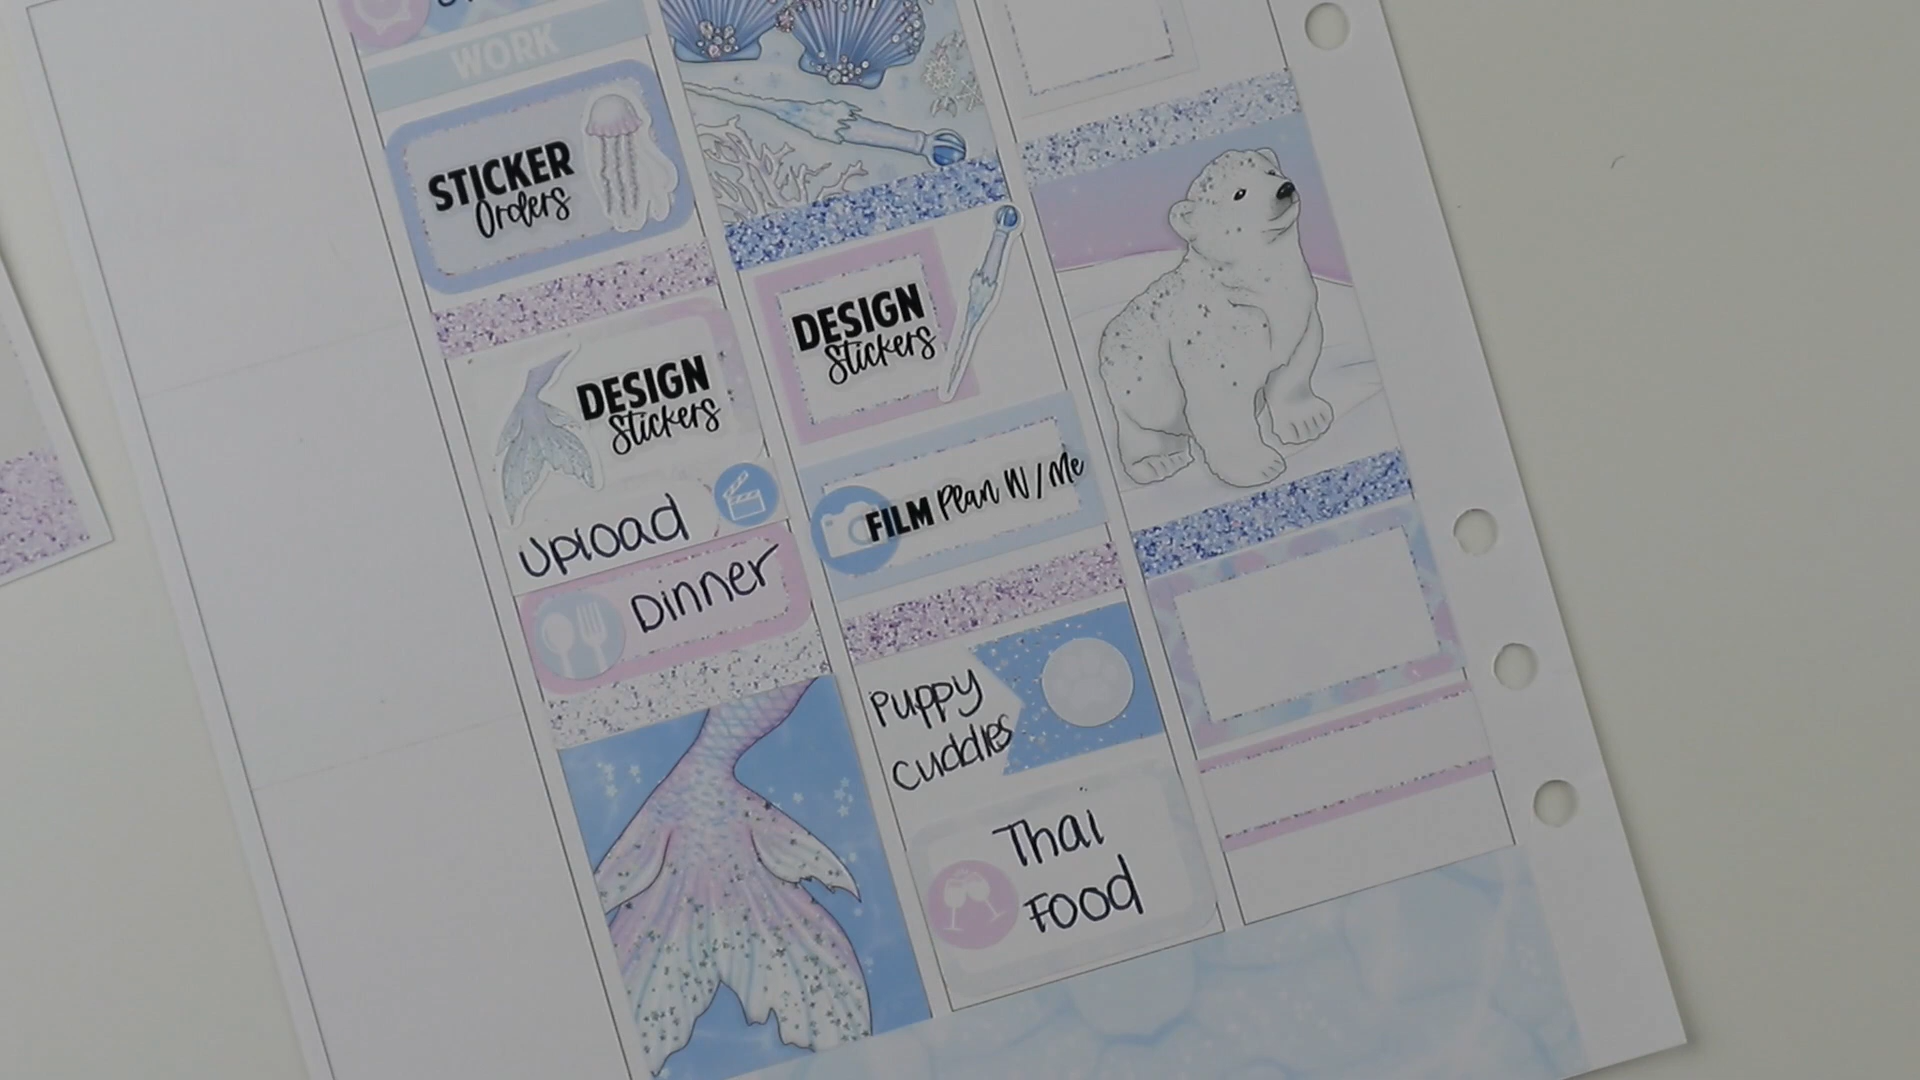 WORK
STICKER
Orders
DESIGN
Stickers
Upload
Dinner
DESIGN
Stickers
FILM Plan W/Me
Puppy
cuddles
Thai
Food